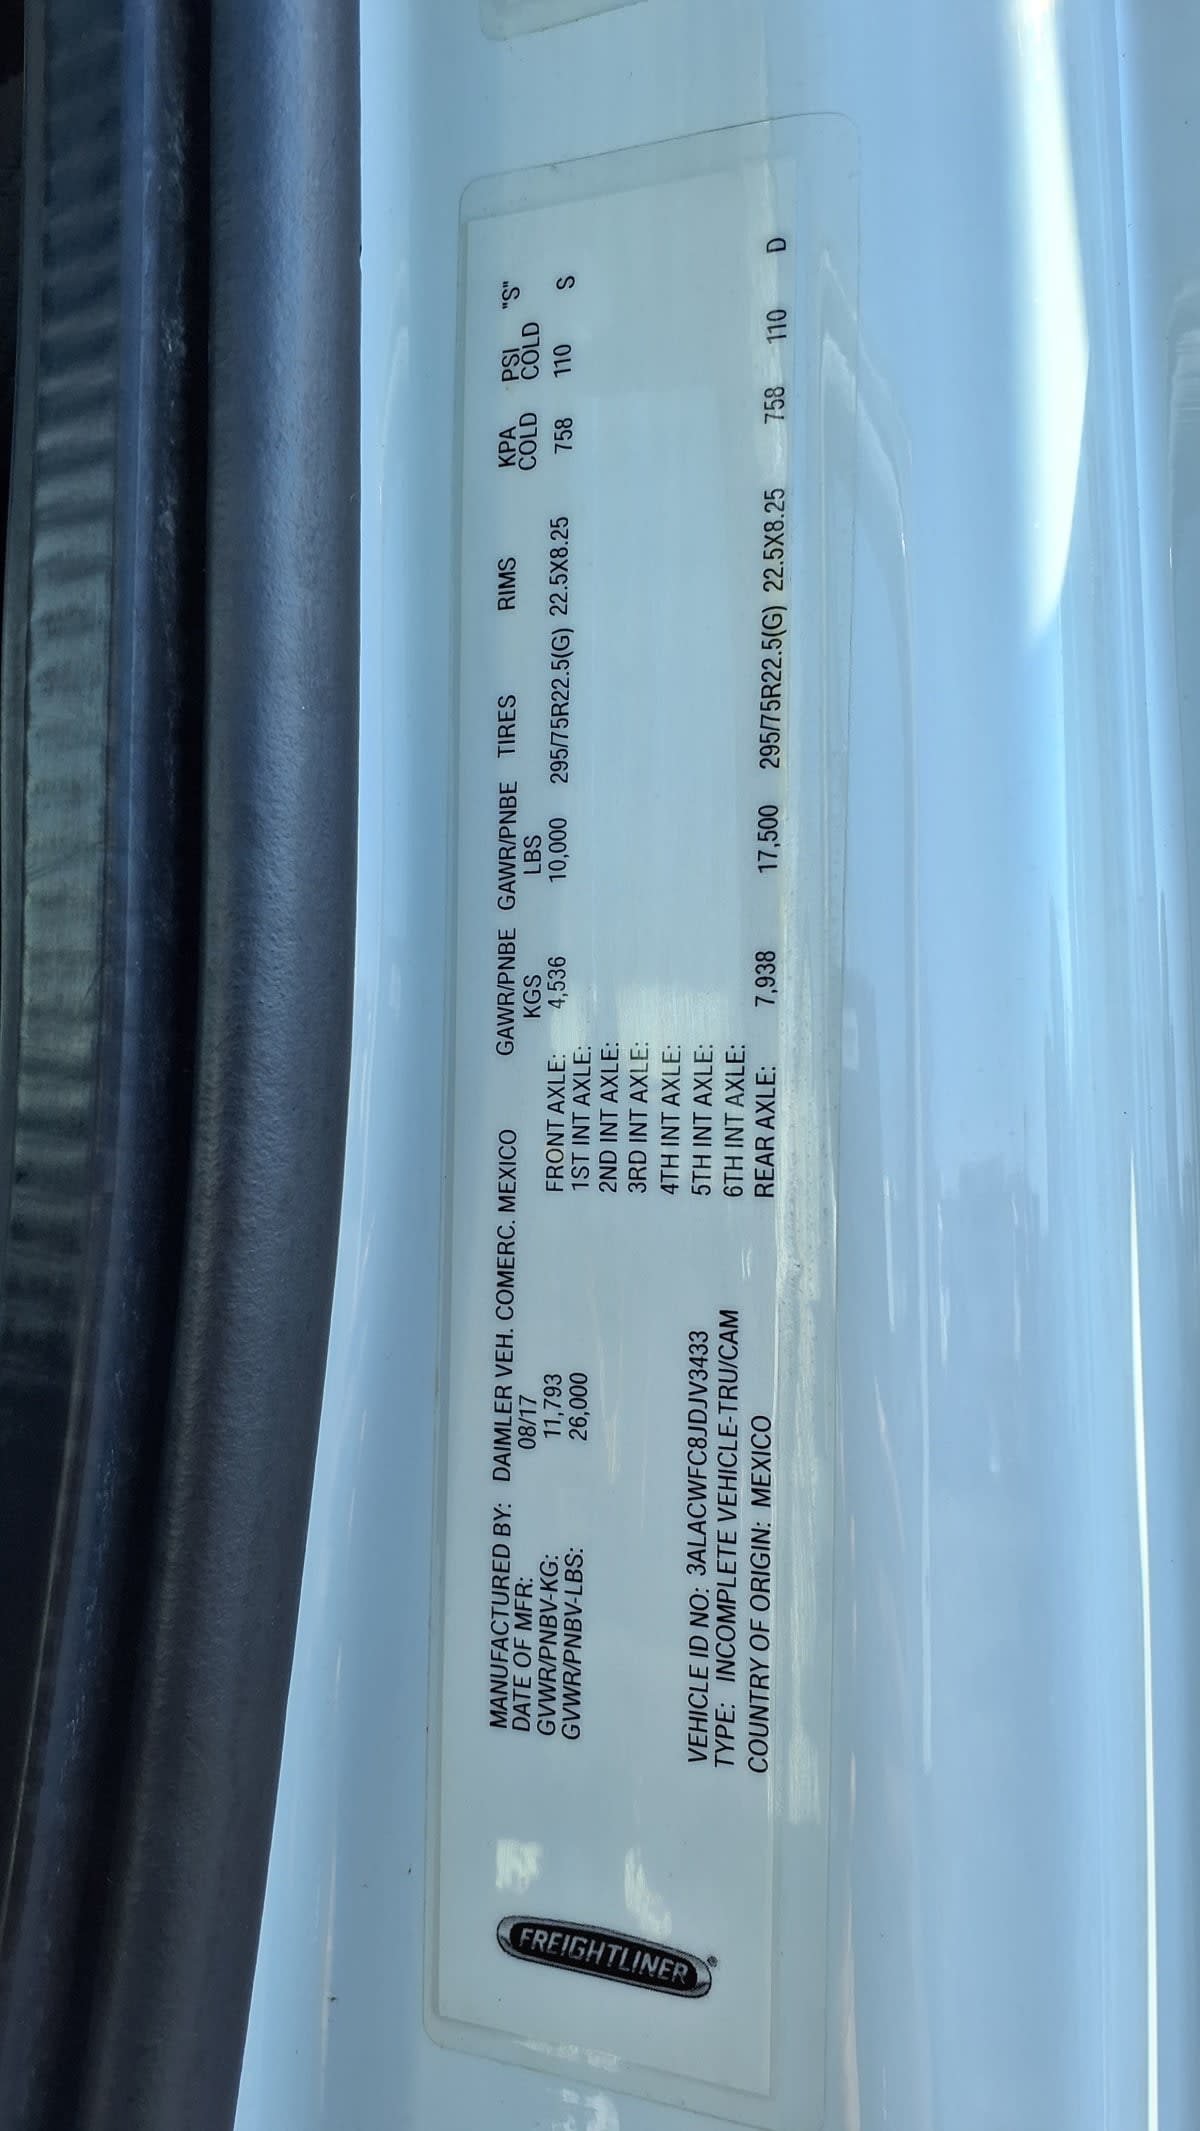 FREIGHTLINER®
MANUFACTURED BY: DAIMLER VEH. COMERC. MEXICO
DATE OF MFR: 08/17
GVWR/PNBV-KG: 11,793
GVWR/PNBV-LBS: 26,000
VEHICLE ID NO: 3ALACWFC8JDJV3433
TYPE: INCOMPLETE VEHICLE-TRU/CAM
COUNTRY OF ORIGIN: MEXICO
GAWR/PNBE GAWR/PNBE TIRES RIMS KPA PSI "S"
KGS LBS COLD COLD
FRONT AXLE: 4,536 10,000 295/75R22.5(G) 22.5X8.25 758 110 S
1ST INT AXLE:
2ND INT AXLE:
3RD INT AXLE:
4TH INT AXLE:
5TH INT AXLE:
6TH INT AXLE:
REAR AXLE: 7,938 17,500 295/75R22.5(G) 22.5X8.25 758 110 D